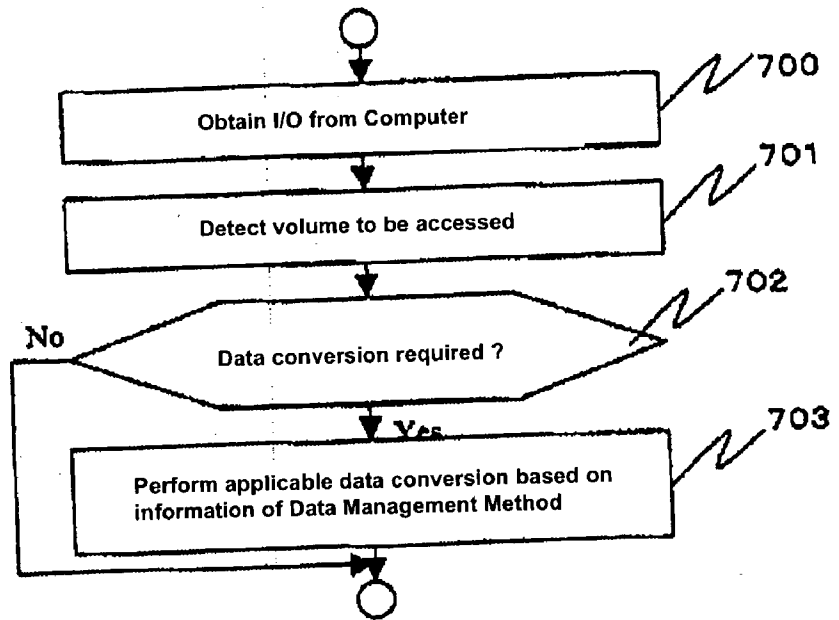 700
Obtain I/O from Computer
701
Detect volume to be accessed
702
No
Data conversion required ?
Yes
703
Perform applicable data conversion based on
information of Data Management Method